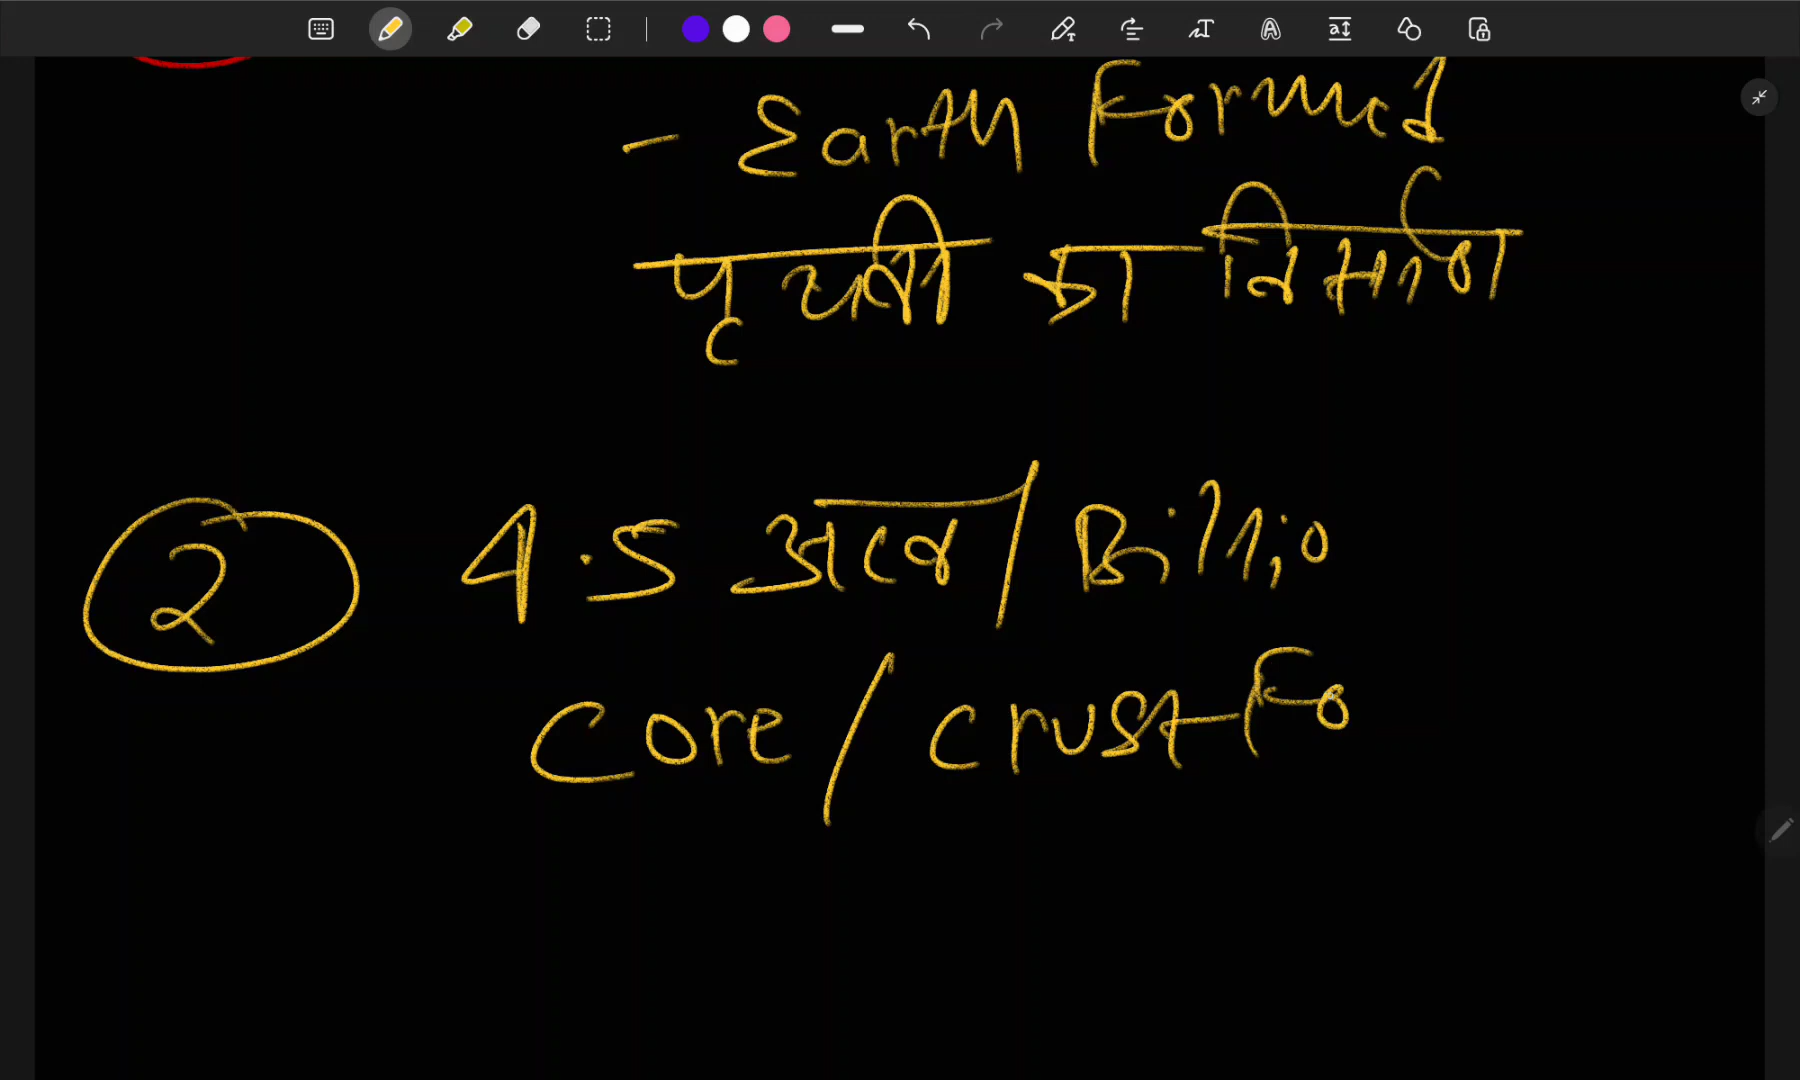 - Earth Formed
पृथ्वी का निर्माण
2 4.5 अरब/Billio
Core/Crust Fo